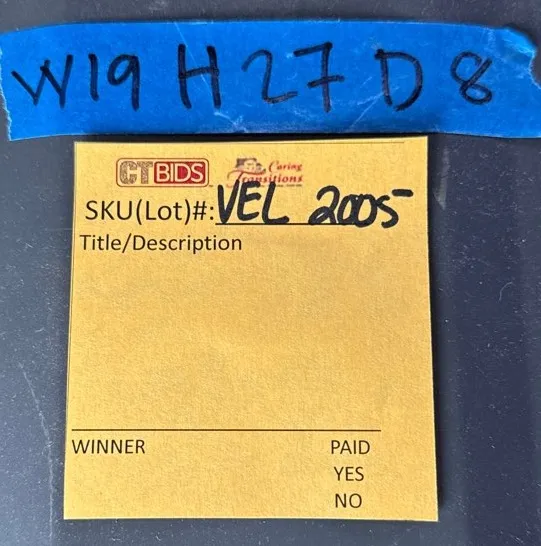 W19 H27 D8
CT BIDS Caring Transitions
SKU(Lot)#: VEL 2005
Title/Description
WINNER PAID
YES
NO